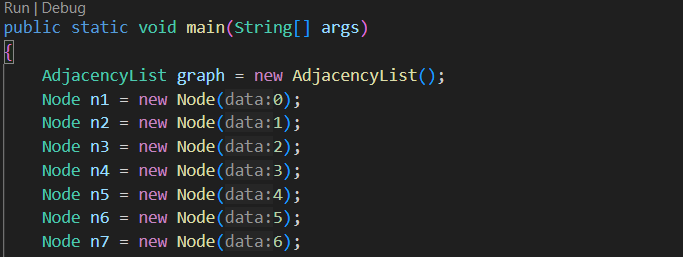 Run | Debug
public static void main(String[] args)
{
AdjacencyList graph = new AdjacencyList();
Node n1 = new Node(data:0);
Node n2 = new Node(data:1);
Node n3 = new Node(data:2);
Node n4 = new Node(data:3);
Node n5 = new Node(data:4);
Node n6 = new Node(data:5);
Node n7 = new Node(data:6);